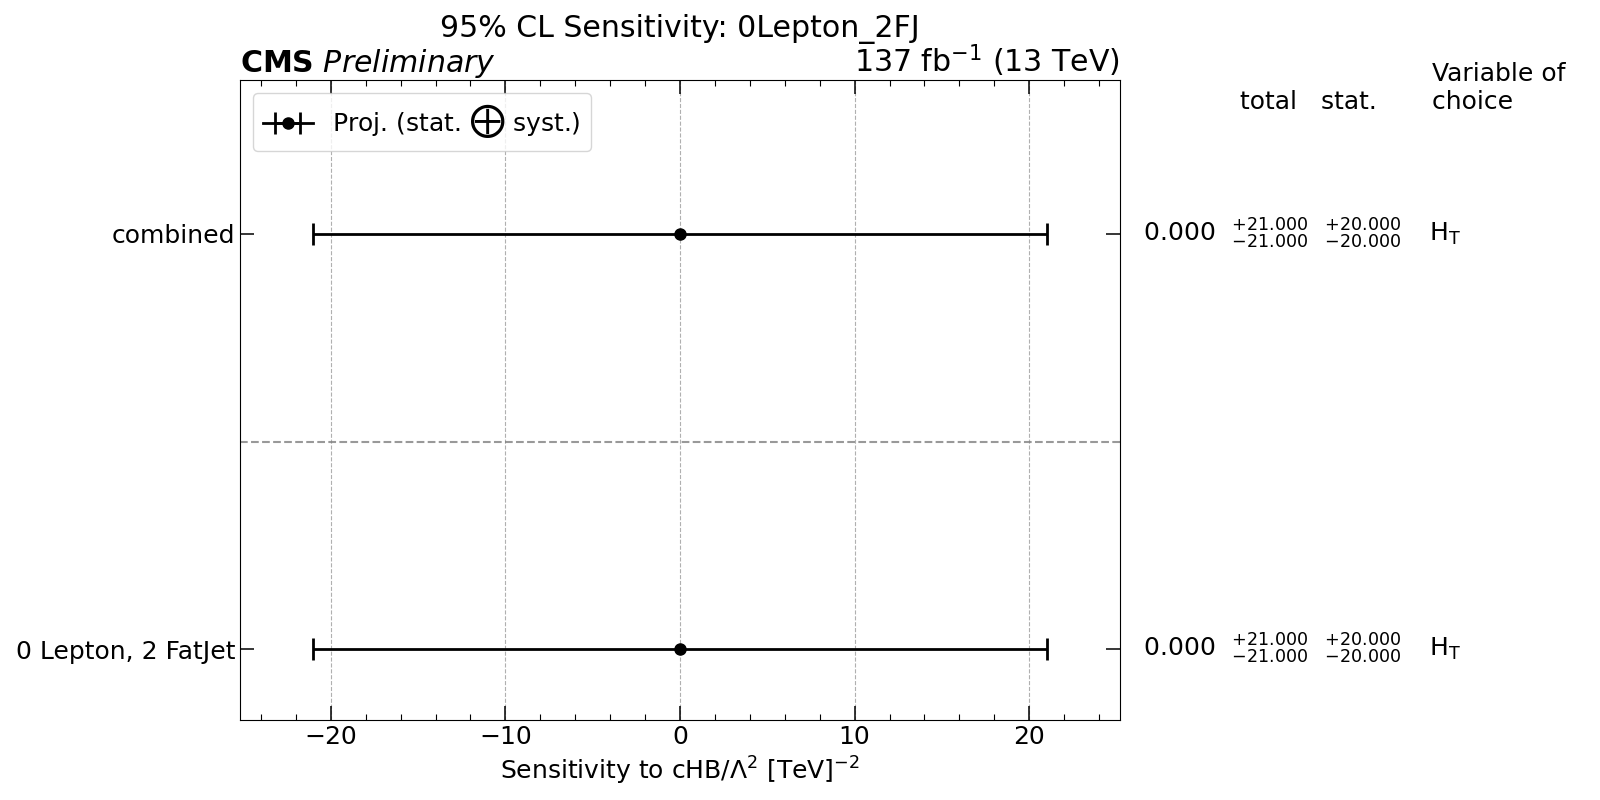 95% CL Sensitivity: 0Lepton_2FJ
CMS Preliminary 137 fb⁻¹ (13 TeV)
total stat. Variable of choice
Proj. (stat. ⊕ syst.)
combined 0.000 +21.000 −21.000 +20.000 −20.000 H_T
0 Lepton, 2 FatJet 0.000 +21.000 −21.000 +20.000 −20.000 H_T
−20 −10 0 10 20
Sensitivity to cHB/Λ² [TeV]⁻²